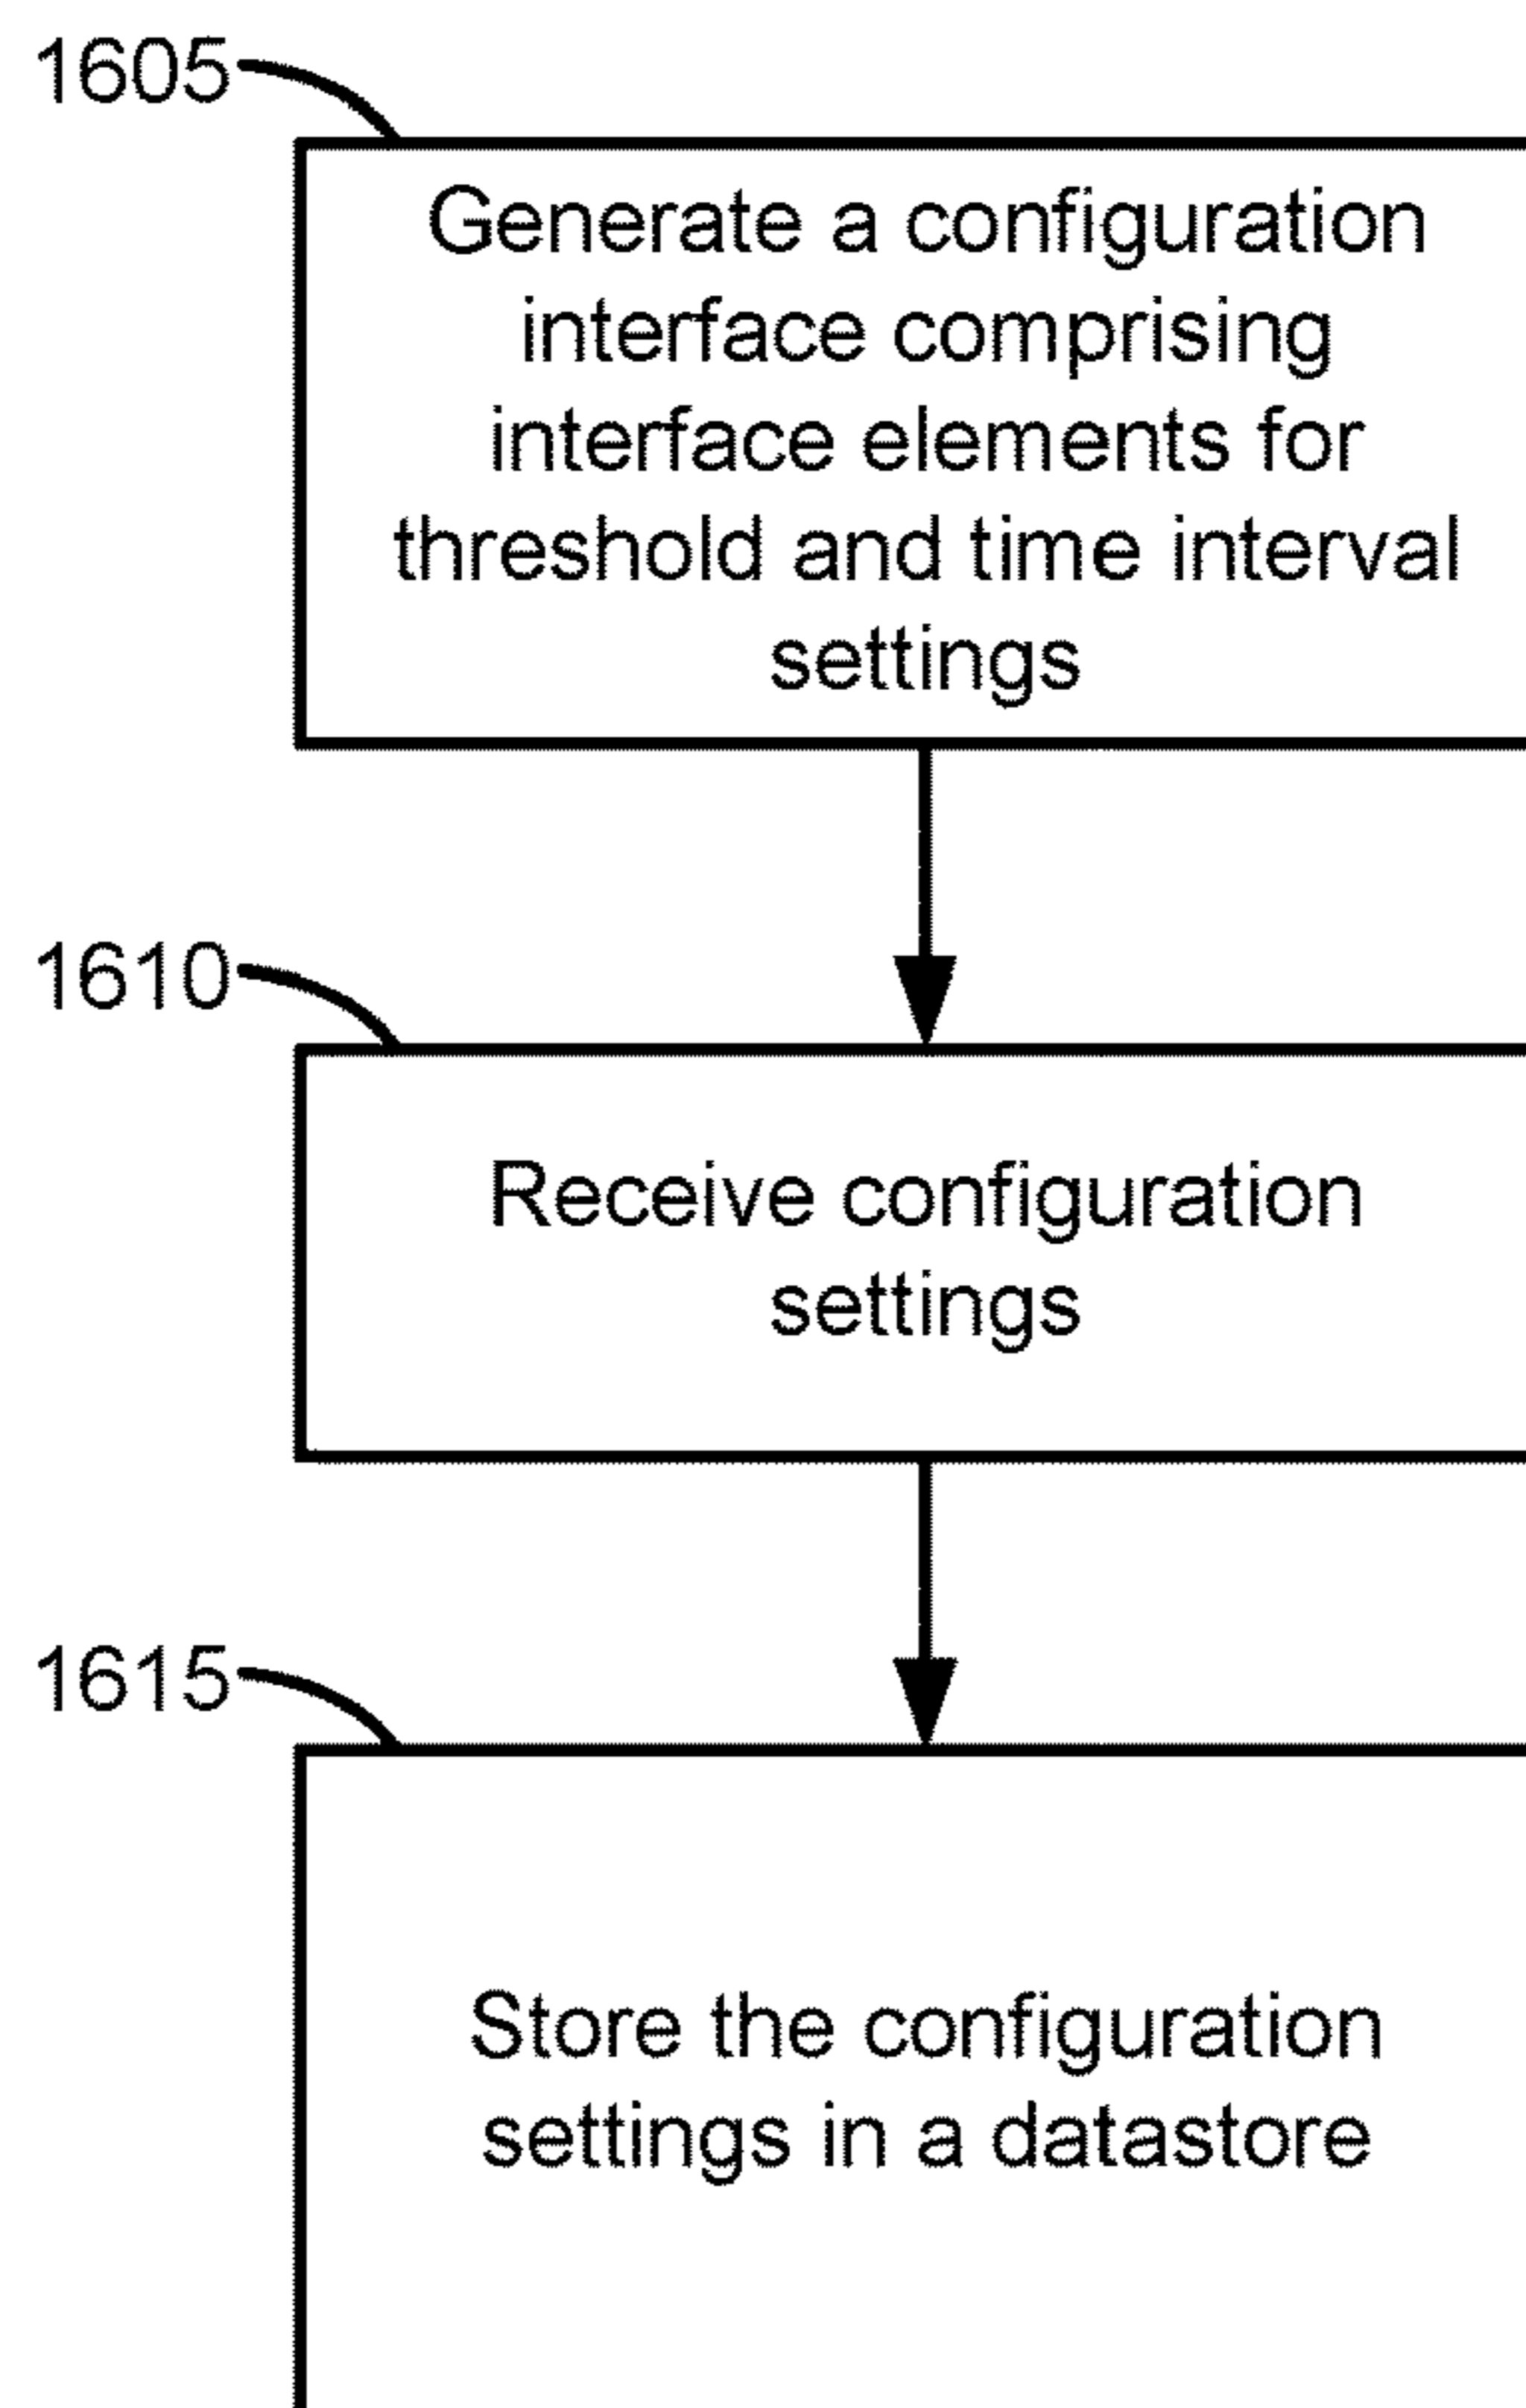 1605
Generate a configuration
interface comprising
interface elements for
threshold and time interval
settings
1610
Receive configuration
settings
1615
Store the configuration
settings in a datastore